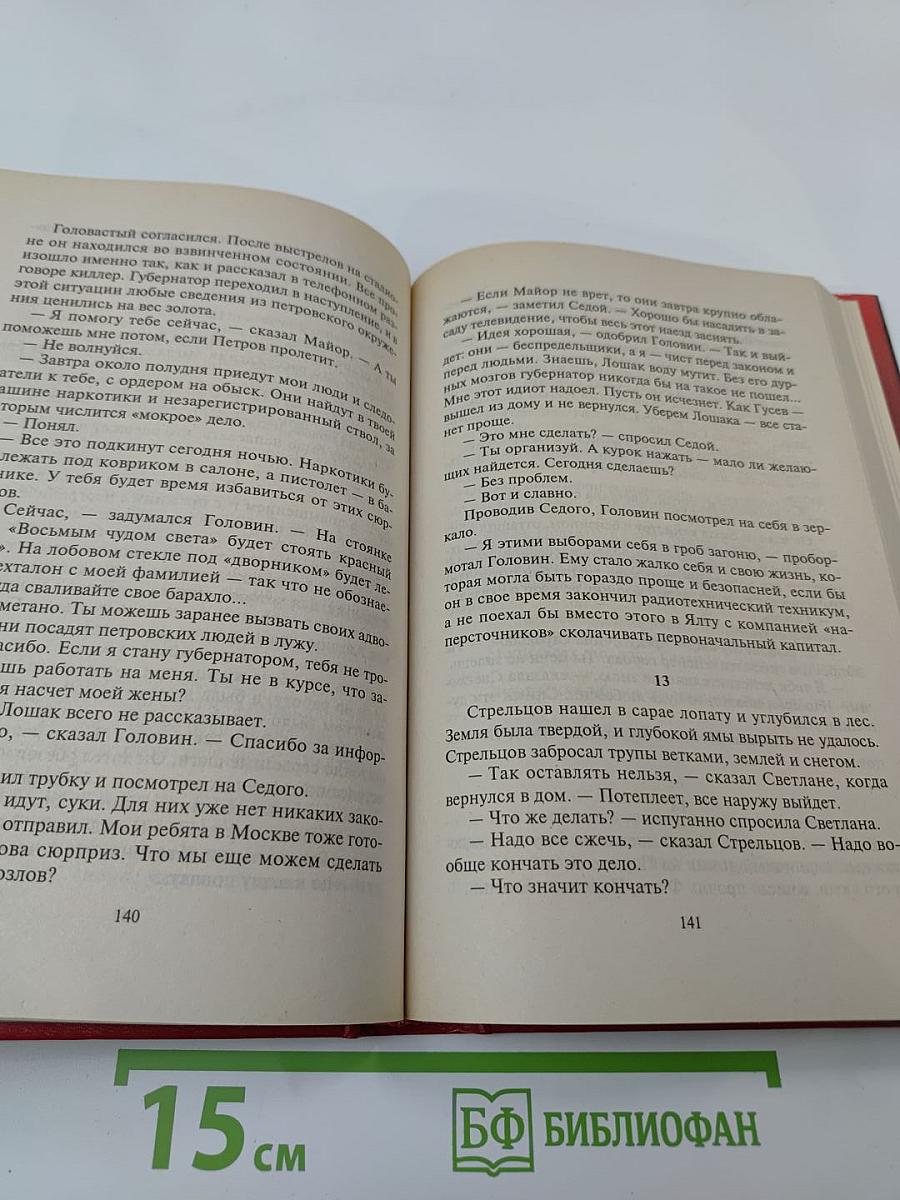 Головастый согласился. После выстрелов на стадио-
не он находился во взвинченном состоянии. Все про-
изошло именно так, как и рассказал в телефонном раз-
говоре киллер. Губернатор переходил в наступление, и в
этой ситуации любые сведения из петровского окруже-
ния ценились на вес золота.
— Я помогу тебе сейчас, — сказал Майор. — А ты
поможешь мне потом, если Петров пролетит.
— Не волнуйся.
— Завтра около полудня приедут мои люди и следо-
ватели к тебе, с ордером на обыск. Они найдут в твоей
машине наркотики и незарегистрированный ствол, за
которым числится «мокрое» дело.
— Понял.
— Все это подкинут сегодня ночью. Наркотики бу-
лежать под ковриком в салоне, а пистолет — в ба-
нике. У тебя будет время избавиться от этих сюр-
ов.
Сейчас, — задумался Головин. — На стоянке
«Восьмым чудом света» будет стоять красный
». На лобовом стекле под «дворником» будет ле-
ехталон с моей фамилией — так что не обознае-
да сваливайте свое барахло...
метано. Ты можешь заранее вызвать своих адво-
ни посадят петровских людей в лужу.
асибо. Если я стану губернатором, тебя не тро-
шь работать на меня. Ты не в курсе, что за-
я насчет моей жены?
Лошак всего не рассказывает.
о, — сказал Головин. — Спасибо за инфор-
ил трубку и посмотрел на Седого.
идут, суки. Для них уже нет никаких зако-
отправил. Мои ребята в Москве тоже гото-
ова сюрприз. Что мы еще можем сделать
озлов?
140
— Если Майор не врет, то они завтра крупно обла-
жаются, — заметил Седой. — Хорошо бы насадить в за-
саду телевидение, чтобы весь этот наезд заснять.
— Идея хорошая, — одобрил Головин. — Так и вый-
дет: они — беспредельщики, а я — чист перед законом и
перед людьми. Знаешь, Лошак воду мутит. Без его дур-
ных мозгов губернатор никогда бы на такое не пошел...
Мне этот идиот надоел. Пусть он исчезнет. Как Гусев —
вышел из дому и не вернулся. Уберем Лошака — все ста-
нет проще.
— Это мне сделать? — спросил Седой.
— Ты организуй. А курок нажать — мало ли желаю-
щих найдется. Сегодня сделаешь?
— Без проблем.
— Вот и славно.
Проводив Седого, Головин посмотрел на себя в зер-
кало.
— Я этими выборами себя в гроб загоню, — пробор-
мотал Головин. Ему стало жалко себя и свою жизнь, ко-
торая могла быть гораздо проще и безопасней, если бы
он в свое время закончил радиотехнический техникум,
а не поехал бы вместо этого в Ялту с компанией «на-
персточников» сколачивать первоначальный капитал.
13
Стрельцов нашел в сарае лопату и углубился в лес.
Земля была твердой, и глубокой ямы вырыть не удалось.
Стрельцов забросал трупы ветками, землей и снегом.
— Так оставлять нельзя, — сказал Светлане, когда
вернулся в дом. — Потеплеет, все наружу выйдет.
— Что же делать? — испуганно спросила Светлана.
— Надо все сжечь, — сказал Стрельцов. — Надо во-
обще кончать это дело.
— Что значит кончать?
141
15 см
БФ БИБЛИОФАН